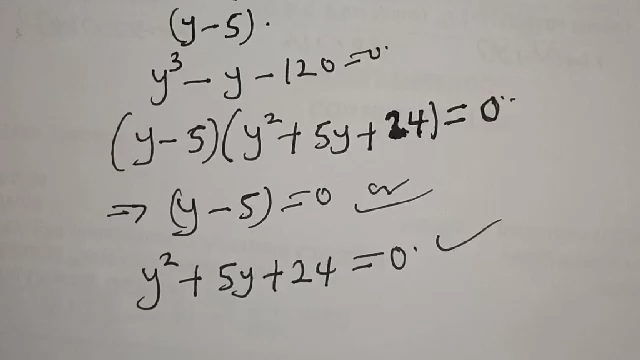 (y-5).
y³ - y - 120 = 0.
(y-5)(y² + 5y + 24) = 0..
⇒ (y-5) = 0 or
y² + 5y + 24 = 0. ✓